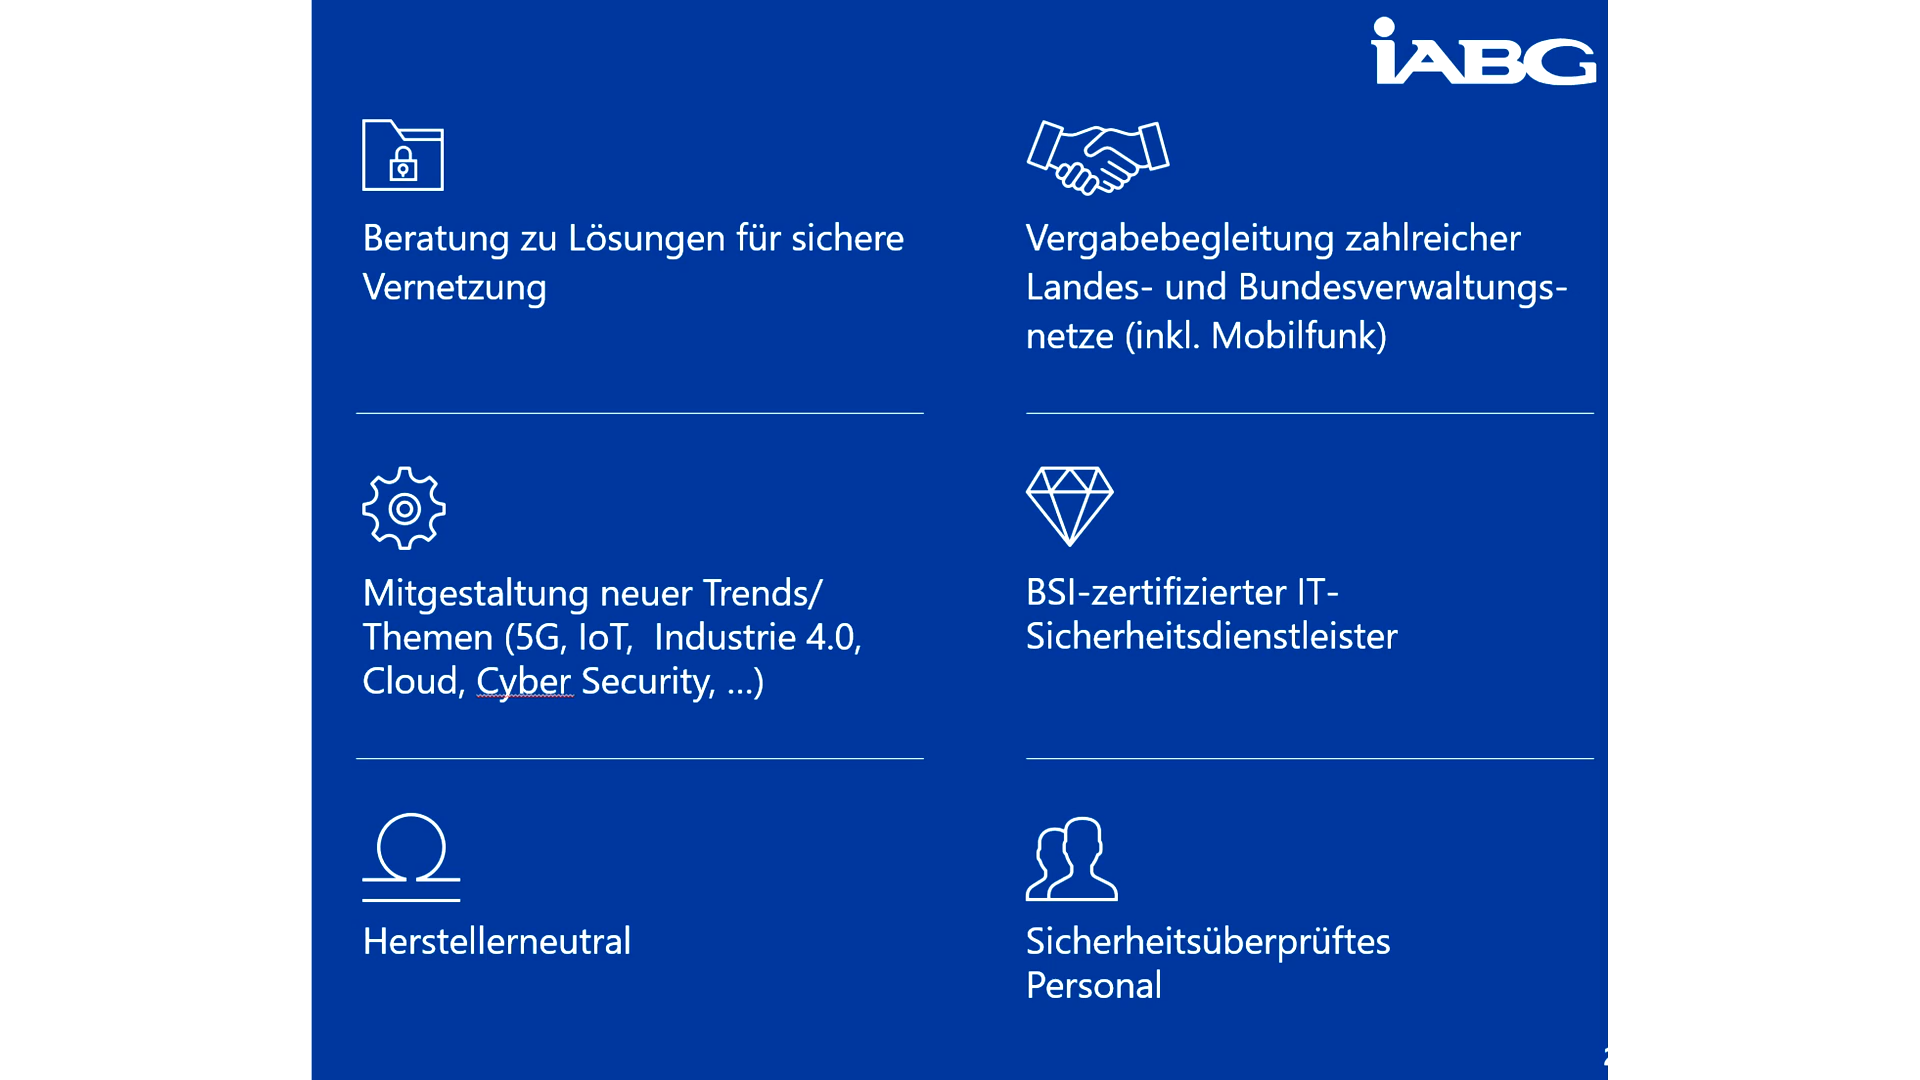 iABG
Beratung zu Lösungen für sichere
Vernetzung
Vergabebegleitung zahlreicher
Landes- und Bundesverwaltungs-
netze (inkl. Mobilfunk)
Mitgestaltung neuer Trends/
Themen (5G, IoT,  Industrie 4.0,
Cloud, Cyber Security, ...)
BSI-zertifizierter IT-
Sicherheitsdienstleister
Herstellerneutral
Sicherheitsüberprüftes
Personal